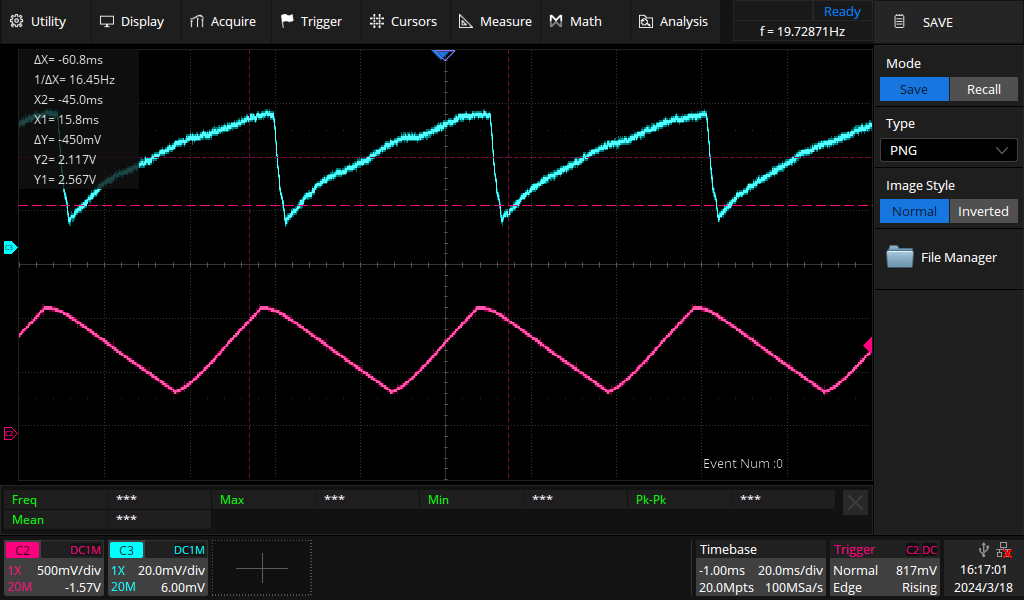 Utility Display Acquire Trigger Cursors Measure Math Analysis Ready SAVE
f = 19.72871Hz
ΔX= -60.8ms
1/ΔX= 16.45Hz
X2= -45.0ms
X1= 15.8ms
ΔY= -450mV
Y2= 2.117V
Y1= 2.567V
Mode
Save Recall
Type
PNG
Image Style
Normal Inverted
File Manager
C3
C2
Event Num :0
Freq *** Max *** Min *** Pk-Pk ***
Mean ***
C2 DC1M
1X 500mV/div
20M -1.57V
C3 DC1M
1X 20.0mV/div
20M 6.00mV
Timebase
-1.00ms 20.0ms/div
20.0Mpts 100MSa/s
Trigger C2 DC
Normal 817mV
Edge Rising
16:17:01
2024/3/18